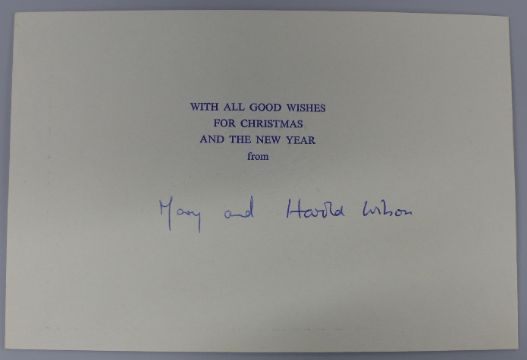 WITH ALL GOOD WISHES
FOR CHRISTMAS
AND THE NEW YEAR
from
Mary and Harold Wilson